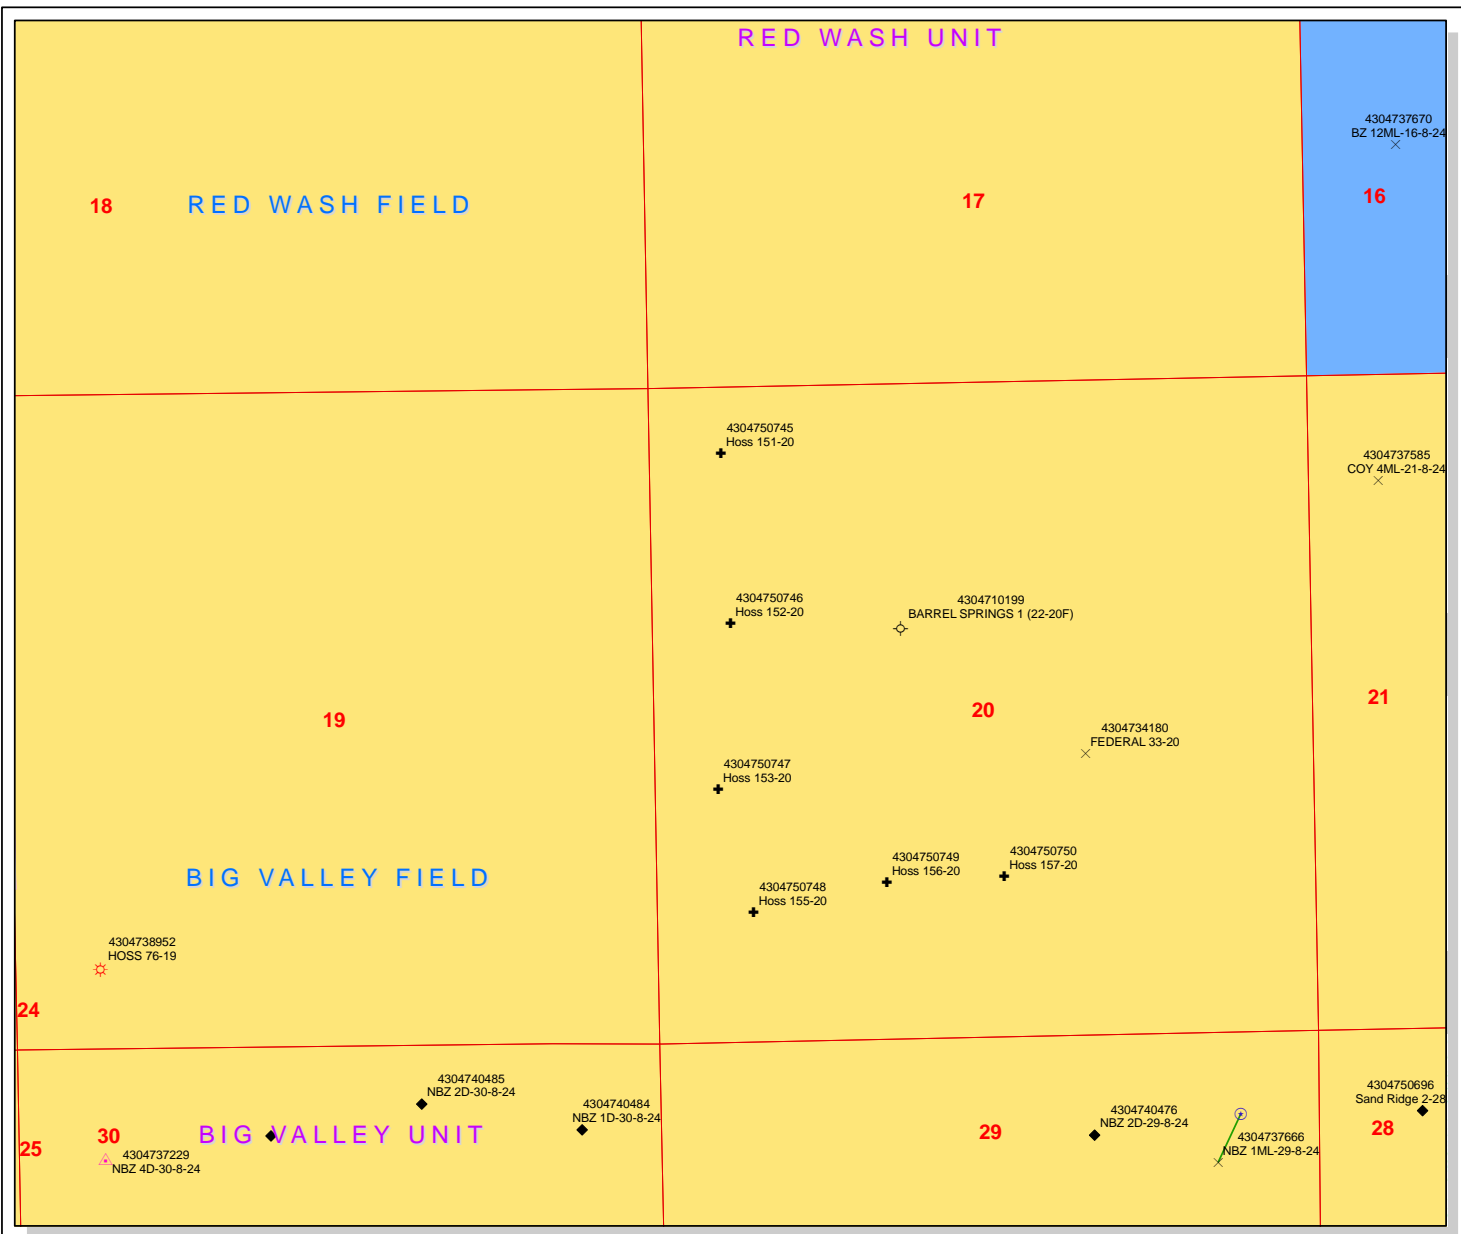 RED WASH UNIT
4304737670
BZ 12ML-16-8-24
18
RED WASH FIELD
17
16
4304750745
Hoss 151-20
4304737585
COY 4ML-21-8-24
4304750746
Hoss 152-20
4304710199
BARREL SPRINGS 1 (22-20F)
19
20
21
4304734180
FEDERAL 33-20
4304750747
Hoss 153-20
BIG VALLEY FIELD
4304750749
Hoss 156-20
4304750750
Hoss 157-20
4304750748
Hoss 155-20
4304738952
HOSS 76-19
24
4304740485
NBZ 2D-30-8-24
4304740484
NBZ 1D-30-8-24
4304740476
NBZ 2D-29-8-24
4304750696
Sand Ridge 2-28
25
30
BIG VALLEY UNIT
29
28
4304737229
NBZ 4D-30-8-24
4304737666
NBZ 1ML-29-8-24